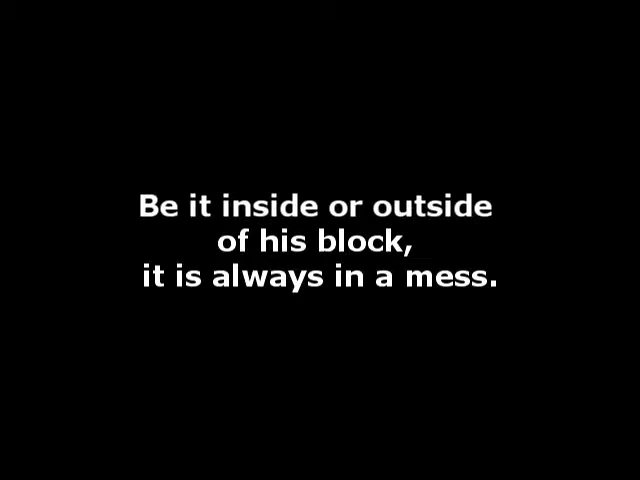 Be it inside or outside
of his block,
it is always in a mess.